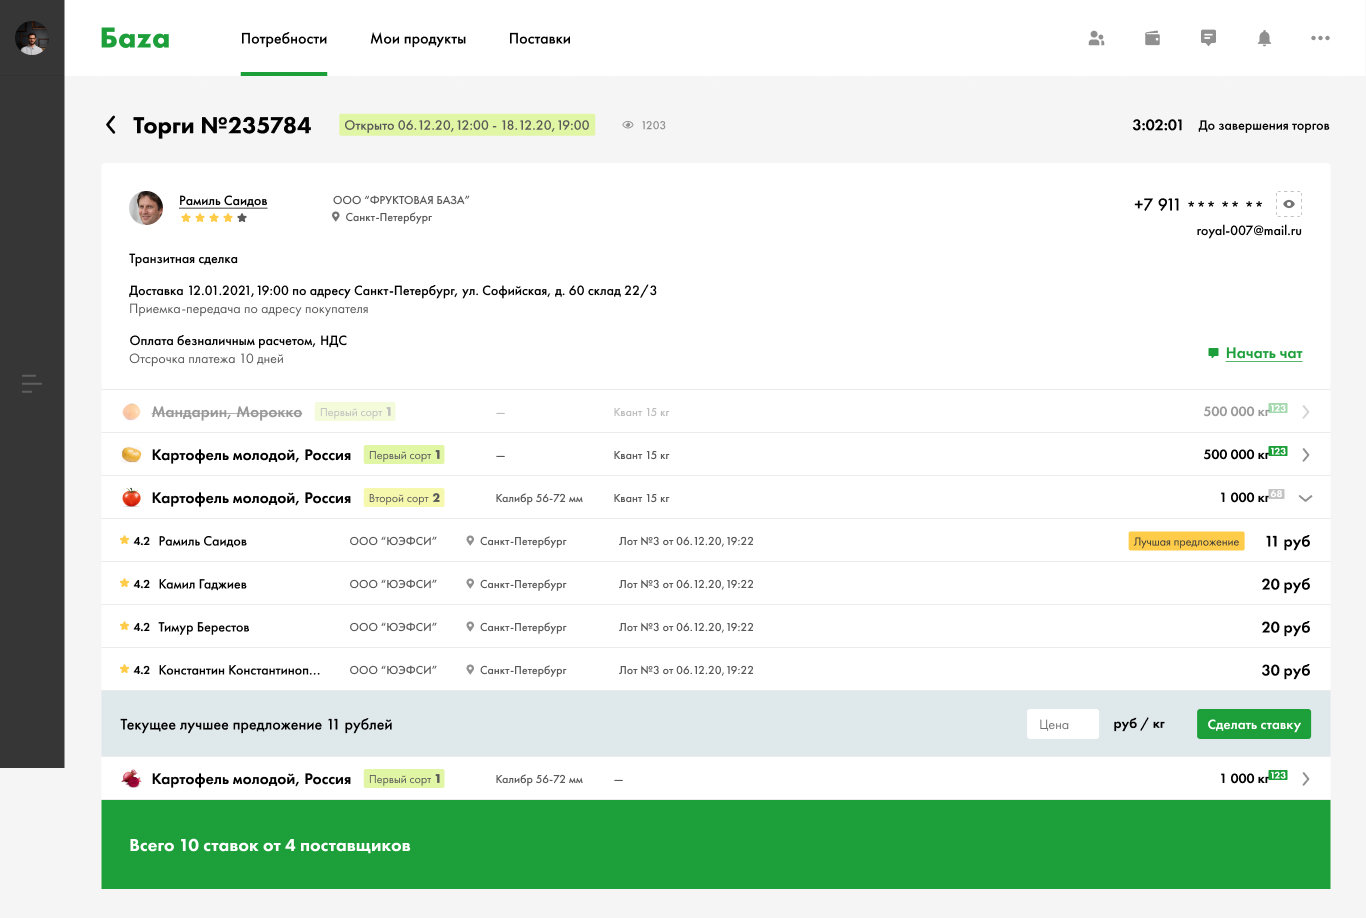 База
Потребности
Мои продукты
Поставки
Торги №235784
Открыто 06.12.20, 12:00 - 18.12.20, 19:00
1203
3:02:01 До завершения торгов
Рамиль Саидов
ООО “ФРУКТОВАЯ БАЗА”
Санкт-Петербург
+7 911 *** ** **
royal-007@mail.ru
Транзитная сделка
Доставка 12.01.2021, 19:00 по адресу Санкт-Петербург, ул. Софийская, д. 60 склад 22/3
Приемка-передача по адресу покупателя
Оплата безналичным расчетом, НДС
Отсрочка платежа 10 дней
Начать чат
Мандарин, Морокко Первый сорт 1 — Квант 15 кг 500 000 кг 123
Картофель молодой, Россия Первый сорт 1 — Квант 15 кг 500 000 кг 123
Картофель молодой, Россия Второй сорт 2 Калибр 56-72 мм Квант 15 кг 1 000 кг 68
4.2 Рамиль Саидов ООО “ЮЭФСИ” Санкт-Петербург Лот №3 от 06.12.20, 19:22 Лучшая предложение 11 руб
4.2 Камил Гаджиев ООО “ЮЭФСИ” Санкт-Петербург Лот №3 от 06.12.20, 19:22 20 руб
4.2 Тимур Берестов ООО “ЮЭФСИ” Санкт-Петербург Лот №3 от 06.12.20, 19:22 20 руб
4.2 Константин Константиноп... ООО “ЮЭФСИ” Санкт-Петербург Лот №3 от 06.12.20, 19:22 30 руб
Текущее лучшее предложение 11 рублей Цена руб / кг Сделать ставку
Картофель молодой, Россия Первый сорт 1 Калибр 56-72 мм — 1 000 кг 123
Всего 10 ставок от 4 поставщиков